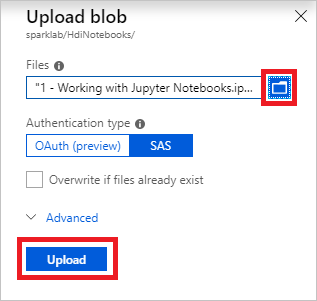 Upload blob
sparklab/HdiNotebooks/
Files
"1 - Working with Jupyter Notebooks.ip...
Authentication type
OAuth (preview) SAS
Overwrite if files already exist
Advanced
Upload